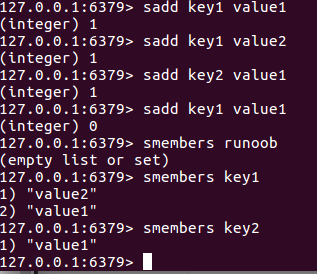 127.0.0.1:6379> sadd key1 value1
(integer) 1
127.0.0.1:6379> sadd key1 value2
(integer) 1
127.0.0.1:6379> sadd key2 value1
(integer) 1
127.0.0.1:6379> sadd key1 value1
(integer) 0
127.0.0.1:6379> smembers runoob
(empty list or set)
127.0.0.1:6379> smembers key1
1) "value2"
2) "value1"
127.0.0.1:6379> smembers key2
1) "value1"
127.0.0.1:6379>